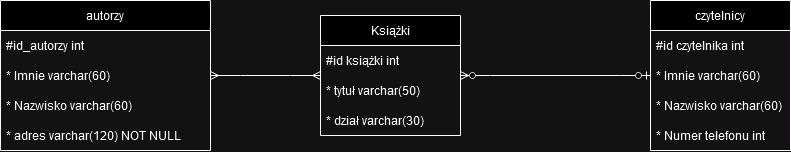 autorzy
#id_autorzy int
* Imnie varchar(60)
* Nazwisko varchar(60)
* adres varchar(120) NOT NULL
Książki
#id książki int
* tytuł varchar(50)
* dział varchar(30)
czytelnicy
#id czytelnika int
* Imnie varchar(60)
* Nazwisko varchar(60)
* Numer telefonu int